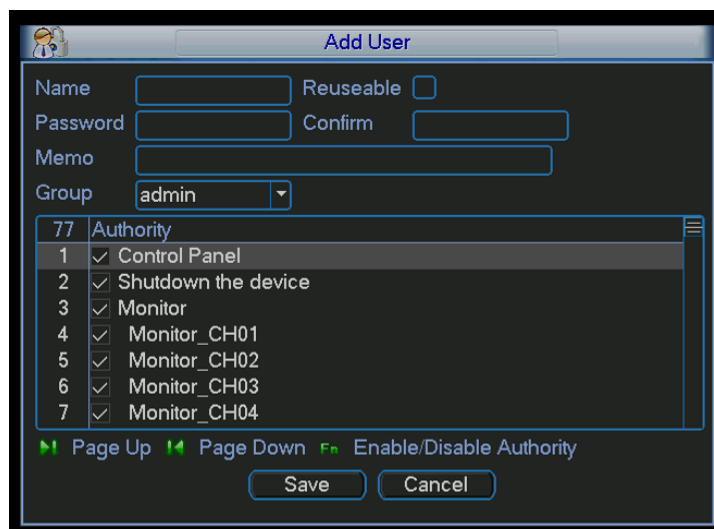 Add User
Name Reuseable
Password Confirm
Memo
Group admin
77 Authority
1 Control Panel
2 Shutdown the device
3 Monitor
4 Monitor_CH01
5 Monitor_CH02
6 Monitor_CH03
7 Monitor_CH04
Page Up Page Down Fn Enable/Disable Authority
Save Cancel